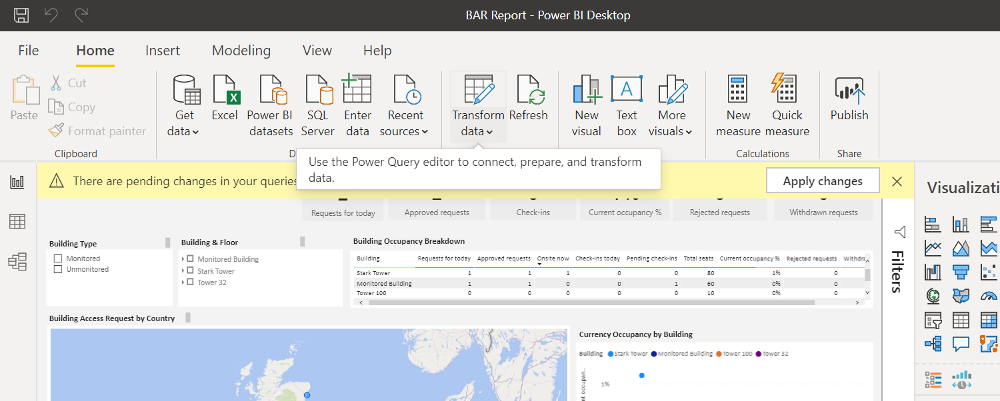 BAR Report - Power BI Desktop
File Home Insert Modeling View Help
Paste
Cut
Copy
Format painter
Clipboard
Get data
Excel
Power BI datasets
SQL Server
Enter data
Recent sources
Transform data
Refresh
New visual
A
Text box
More visuals
New measure
Quick measure
Calculations
Publish
Share
Use the Power Query editor to connect, prepare, and transform
data.
There are pending changes in your queries
Apply changes
Visualizati
Requests for today
Approved requests
Check-ins
Current occupancy %
Rejected requests
Withdrawn requests
Filters
Building Type
Monitored
Unmonitored
Building & Floor
Monitored Building
Stark Tower
Tower 32
Building Occupancy Breakdown
Building Requests for today Approved requests Onsite now Check-ins today Pending check-ins Total seats Current occupancy % Rejected requests Withdr
Stark Tower 1 1 1 0 0 80 1% 0
Monitored Building 1 1 0 0 1 60 0% 0
Tower 100 0 0 0 0 0 10 0% 0
Building Access Request by Country
Currency Occupancy by Building
Building Stark Tower Monitored Building Tower 100 Tower 32
1%